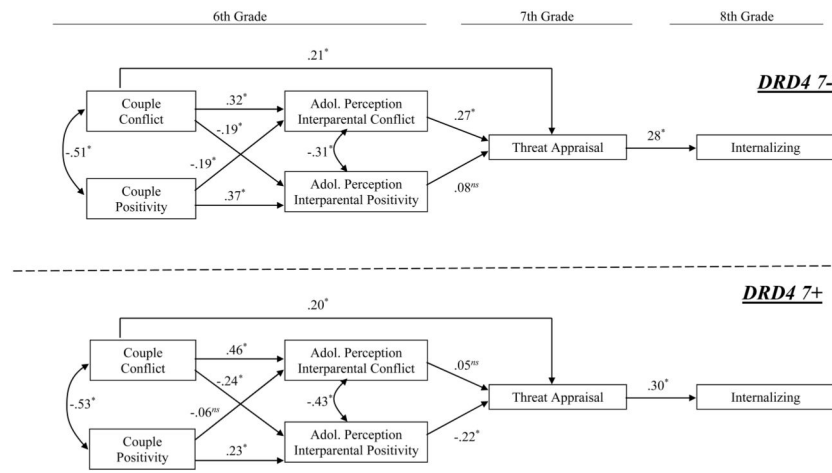 6th Grade
7th Grade
8th Grade
.21*
DRD4 7-
Couple
Conflict
.32*
Adol. Perception
Interparental Conflict
.27*
-.19*
-.51*
-.31*
Threat Appraisal
28*
Internalizing
-.19*
.08ns
Couple
Positivity
.37*
Adol. Perception
Interparental Positivity
DRD4 7+
.20*
Couple
Conflict
.46*
Adol. Perception
Interparental Conflict
.05ns
-.24*
-.53*
-.06ns
-.43*
Threat Appraisal
.30*
Internalizing
-.22*
Couple
Positivity
.23*
Adol. Perception
Interparental Positivity